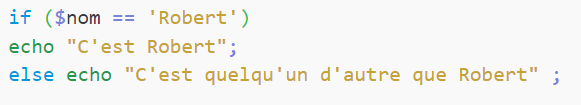 if ($nom == 'Robert')
echo "C'est Robert";
else echo "C'est quelqu'un d'autre que Robert" ;